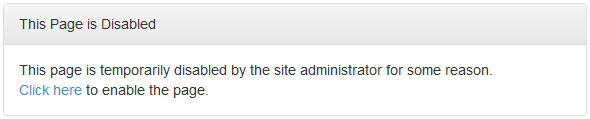 This Page is Disabled
This page is temporarily disabled by the site administrator for some reason.
Click here to enable the page.